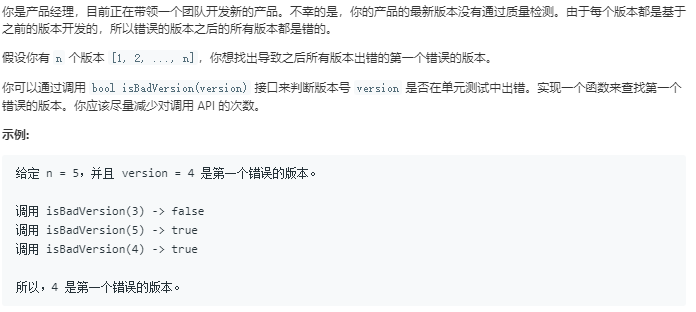 你是产品经理，目前正在带领一个团队开发新的产品。不幸的是，你的产品的最新版本没有通过质量检测。由于每个版本都是基于
之前的版本开发的，所以错误的版本之后的所有版本都是错的。
假设你有 n 个版本 [1, 2, ..., n]，你想找出导致之后所有版本出错的第一个错误的版本。
你可以通过调用 bool isBadVersion(version) 接口来判断版本号 version 是否在单元测试中出错。实现一个函数来查找第一个
错误的版本。你应该尽量减少对调用 API 的次数。
示例:
给定 n = 5，并且 version = 4 是第一个错误的版本。
调用 isBadVersion(3) -> false
调用 isBadVersion(5) -> true
调用 isBadVersion(4) -> true
所以，4 是第一个错误的版本。